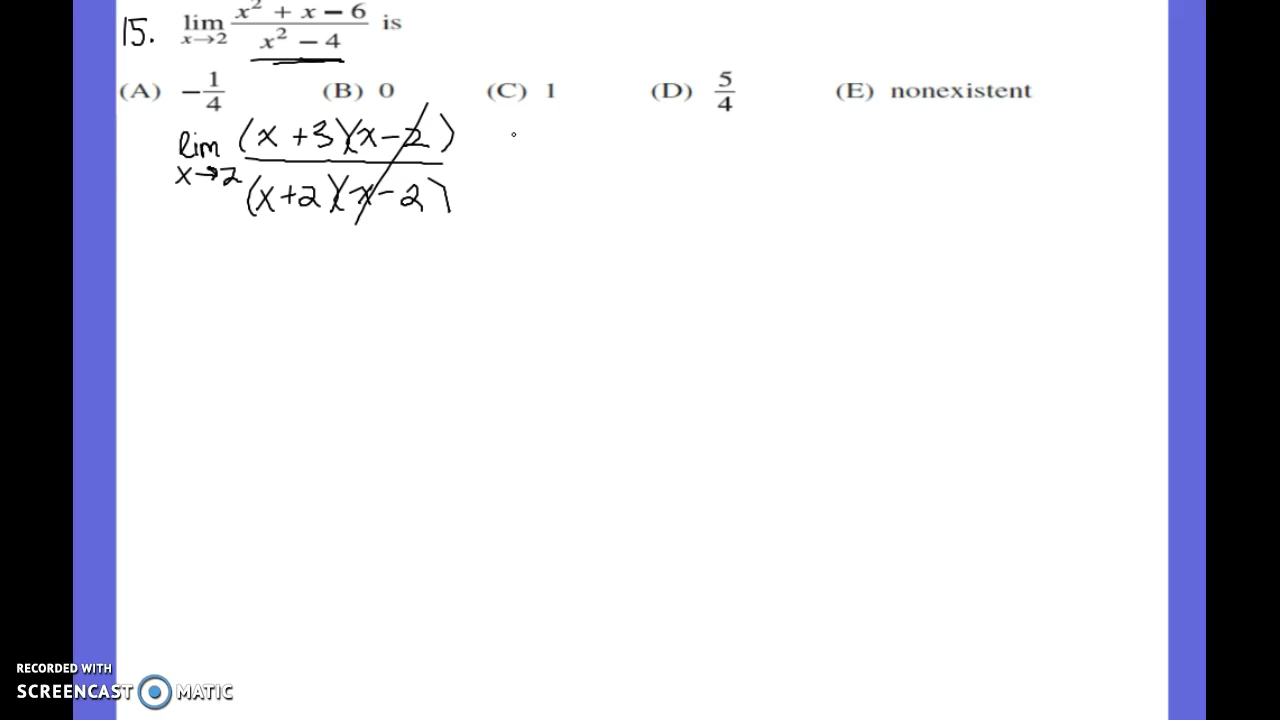 15. lim x→2 x² + x − 6 / x² − 4 is
(A) −1/4 (B) 0 (C) 1 (D) 5/4 (E) nonexistent
lim x→2 (x + 3)(x − 2) / (x + 2)(x − 2)
RECORDED WITH
SCREENCAST MATIC